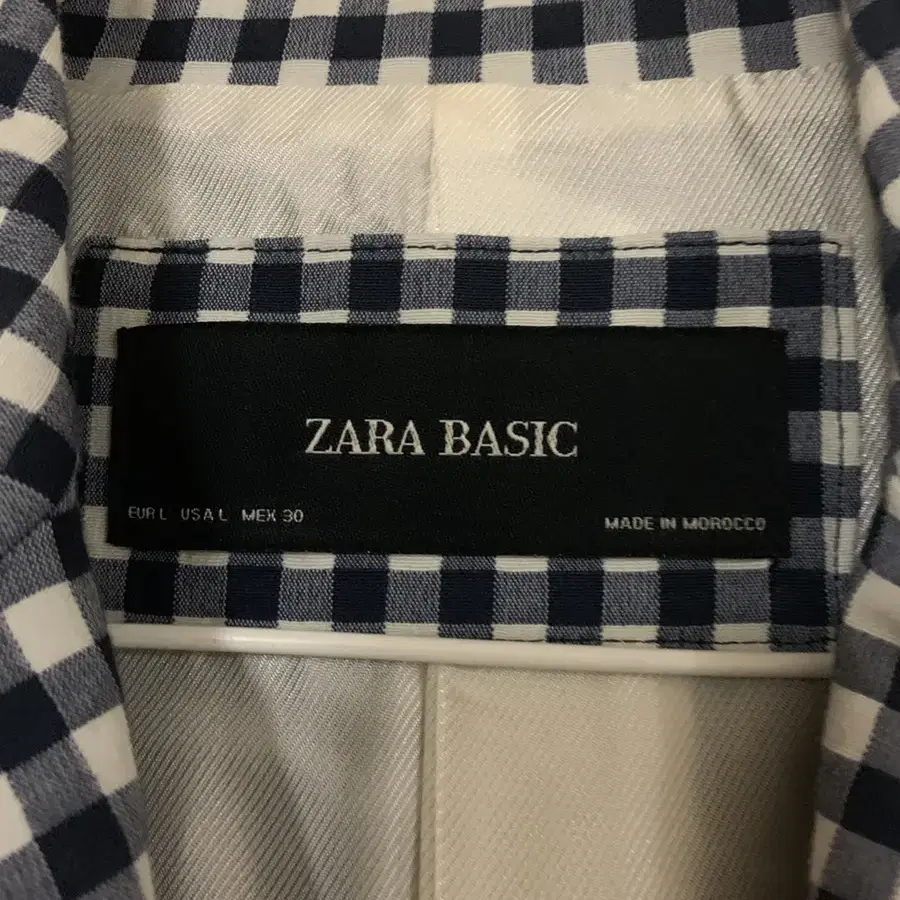 ZARA BASIC
EUR L USA L MEX 30
MADE IN MOROCCO